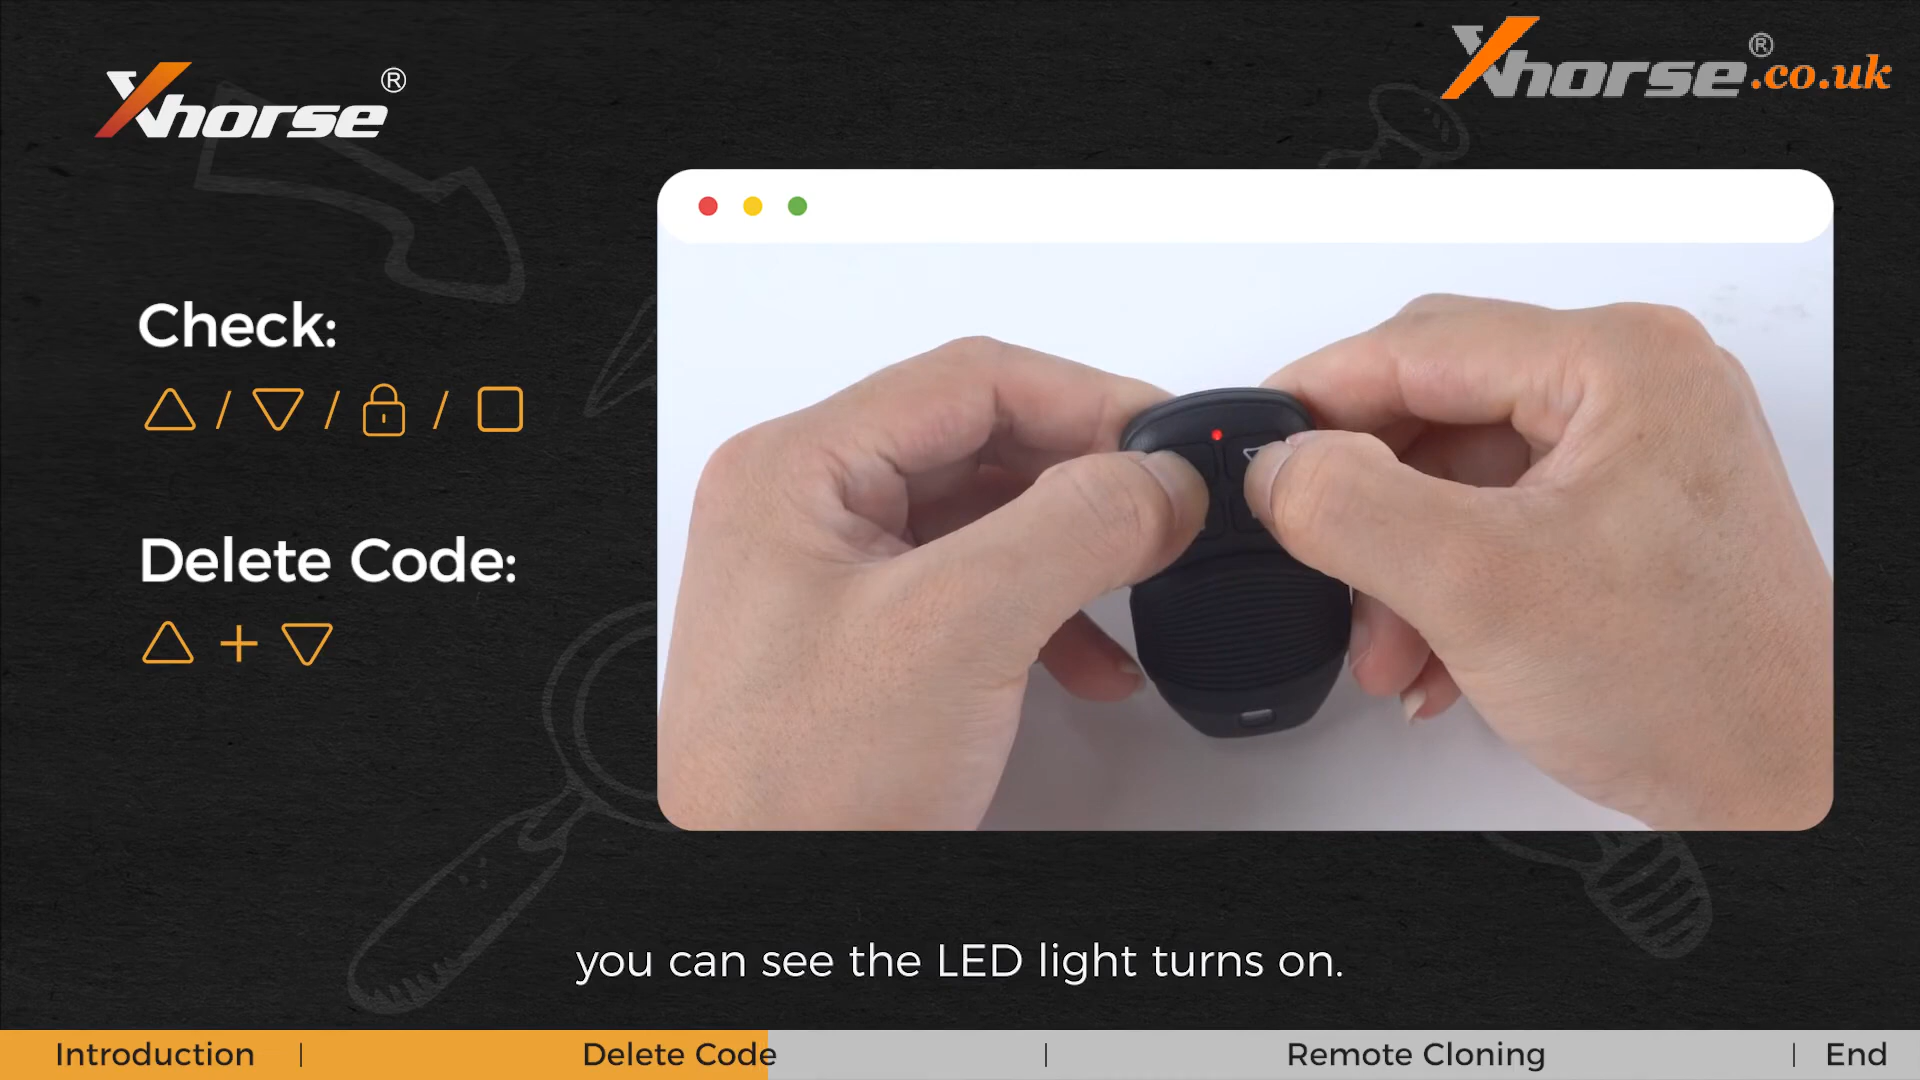 Xhorse®
Xhorse®.co.uk
Check:
△ / ▽ / 🔒 / □
Delete Code:
△ + ▽
you can see the LED light turns on.
Introduction | Delete Code | Remote Cloning | End